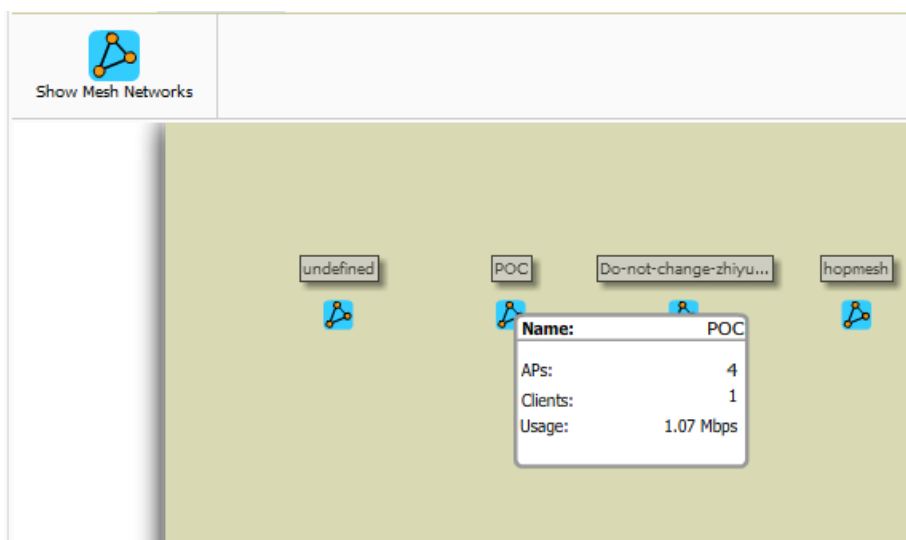 Show Mesh Networks
undefined
POC
Do-not-change-zhiyu...
hopmesh
Name: POC
APs: 4
Clients: 1
Usage: 1.07 Mbps